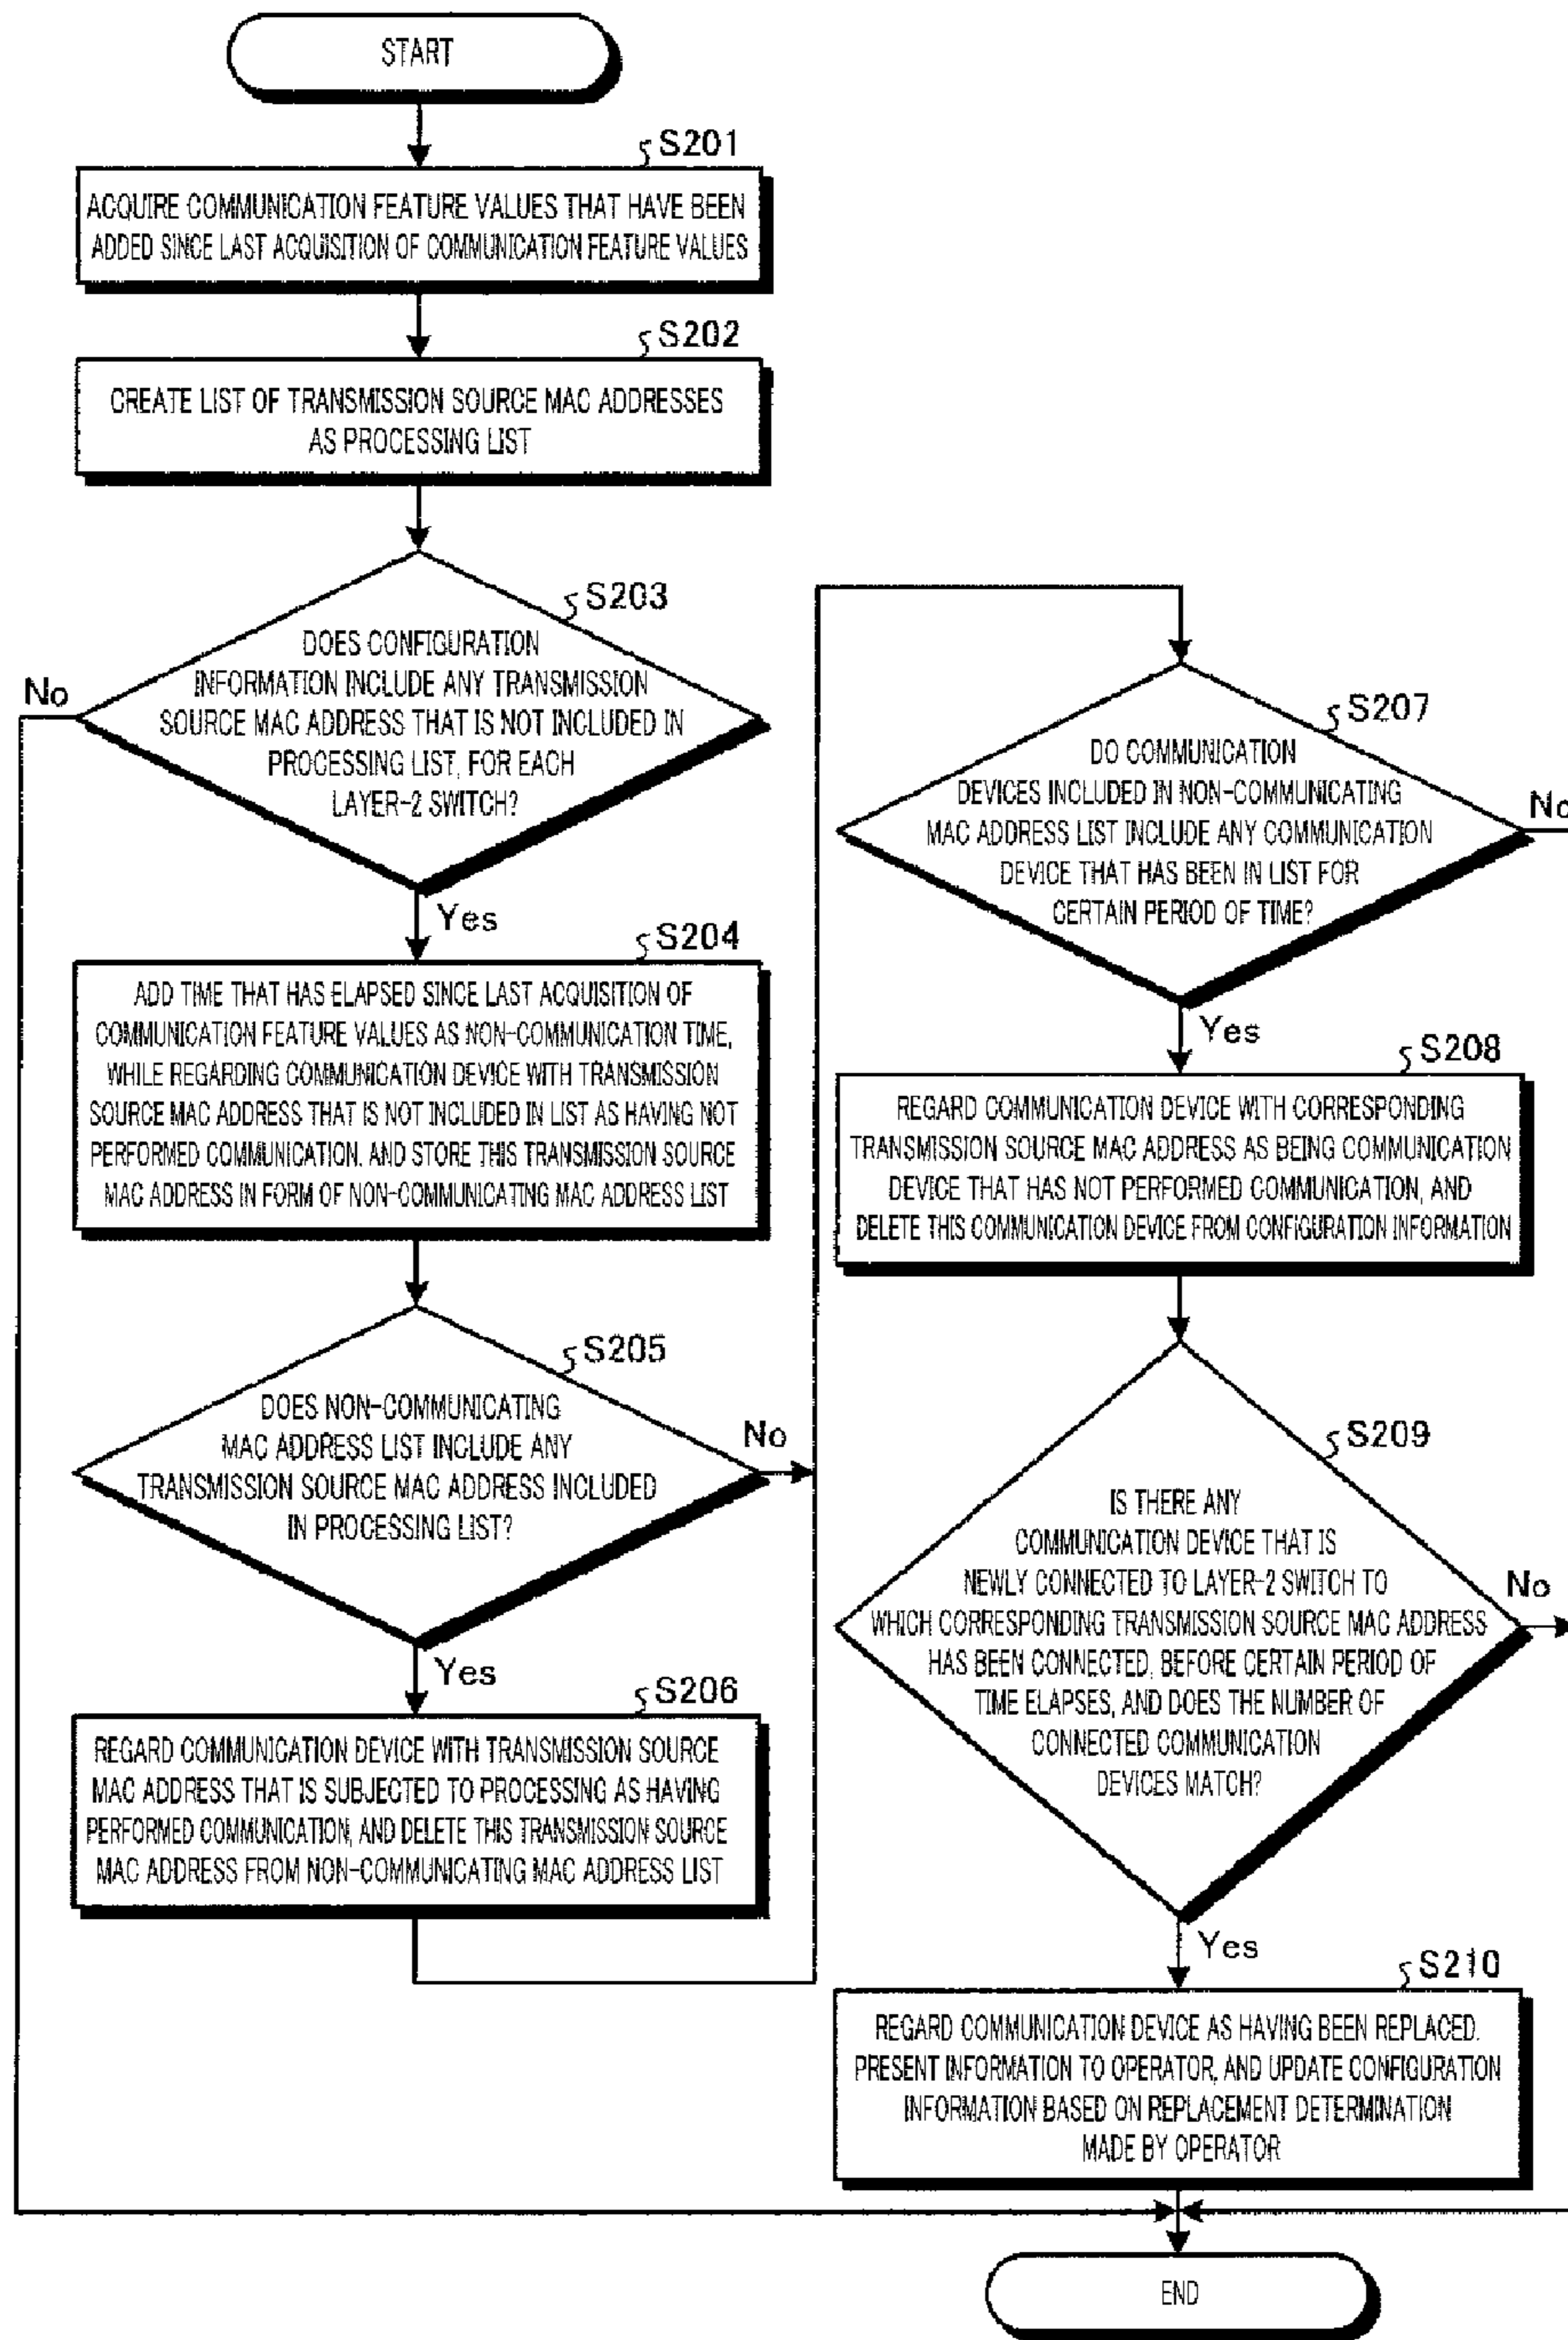 START
S201
ACQUIRE COMMUNICATION FEATURE VALUES THAT HAVE BEEN
ADDED SINCE LAST ACQUISITION OF COMMUNICATION FEATURE VALUES
S202
CREATE LIST OF TRANSMISSION SOURCE MAC ADDRESSES
AS PROCESSING LIST
S203
DOES CONFIGURATION
INFORMATION INCLUDE ANY TRANSMISSION
SOURCE MAC ADDRESS THAT IS NOT INCLUDED IN
PROCESSING LIST, FOR EACH
LAYER-2 SWITCH?
No
Yes
S204
ADD TIME THAT HAS ELAPSED SINCE LAST ACQUISITION OF
COMMUNICATION FEATURE VALUES AS NON-COMMUNICATION TIME,
WHILE REGARDING COMMUNICATION DEVICE WITH TRANSMISSION
SOURCE MAC ADDRESS THAT IS NOT INCLUDED IN LIST AS HAVING NOT
PERFORMED COMMUNICATION, AND STORE THIS TRANSMISSION SOURCE
MAC ADDRESS IN FORM OF NON-COMMUNICATING MAC ADDRESS LIST
S205
DOES NON-COMMUNICATING
MAC ADDRESS LIST INCLUDE ANY
TRANSMISSION SOURCE MAC ADDRESS INCLUDED
IN PROCESSING LIST?
No
Yes
S206
REGARD COMMUNICATION DEVICE WITH TRANSMISSION SOURCE
MAC ADDRESS THAT IS SUBJECTED TO PROCESSING AS HAVING
PERFORMED COMMUNICATION, AND DELETE THIS TRANSMISSION SOURCE
MAC ADDRESS FROM NON-COMMUNICATING MAC ADDRESS LIST
S207
DO COMMUNICATION
DEVICES INCLUDED IN NON-COMMUNICATING
MAC ADDRESS LIST INCLUDE ANY COMMUNICATION
DEVICE THAT HAS BEEN IN LIST FOR
CERTAIN PERIOD OF TIME?
No
Yes
S208
REGARD COMMUNICATION DEVICE WITH CORRESPONDING
TRANSMISSION SOURCE MAC ADDRESS AS BEING COMMUNICATION
DEVICE THAT HAS NOT PERFORMED COMMUNICATION, AND
DELETE THIS COMMUNICATION DEVICE FROM CONFIGURATION INFORMATION
S209
IS THERE ANY
COMMUNICATION DEVICE THAT IS
NEWLY CONNECTED TO LAYER-2 SWITCH TO
WHICH CORRESPONDING TRANSMISSION SOURCE MAC ADDRESS
HAS BEEN CONNECTED, BEFORE CERTAIN PERIOD OF
TIME ELAPSES, AND DOES THE NUMBER OF
CONNECTED COMMUNICATION
DEVICES MATCH?
No
Yes
S210
REGARD COMMUNICATION DEVICE AS HAVING BEEN REPLACED,
PRESENT INFORMATION TO OPERATOR, AND UPDATE CONFIGURATION
INFORMATION BASED ON REPLACEMENT DETERMINATION
MADE BY OPERATOR
END